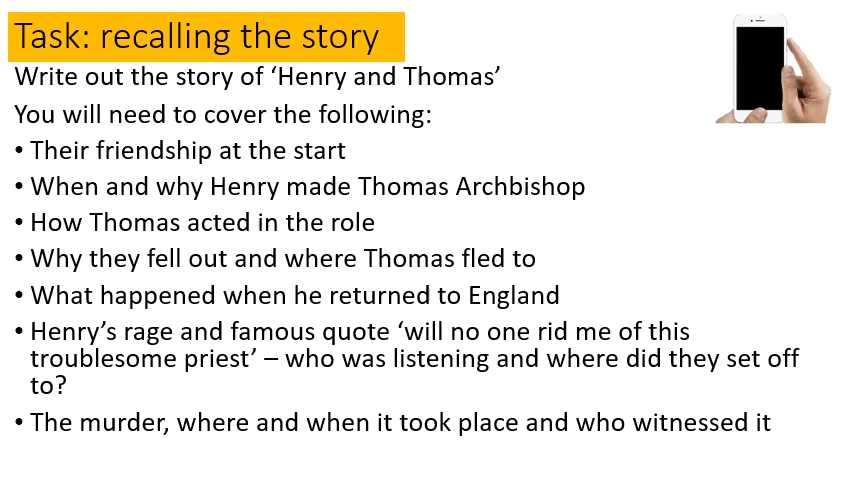 Task: recalling the story
Write out the story of ‘Henry and Thomas’
You will need to cover the following:
• Their friendship at the start
• When and why Henry made Thomas Archbishop
• How Thomas acted in the role
• Why they fell out and where Thomas fled to
• What happened when he returned to England
• Henry’s rage and famous quote ‘will no one rid me of this
troublesome priest’ – who was listening and where did they set off
to?
• The murder, where and when it took place and who witnessed it